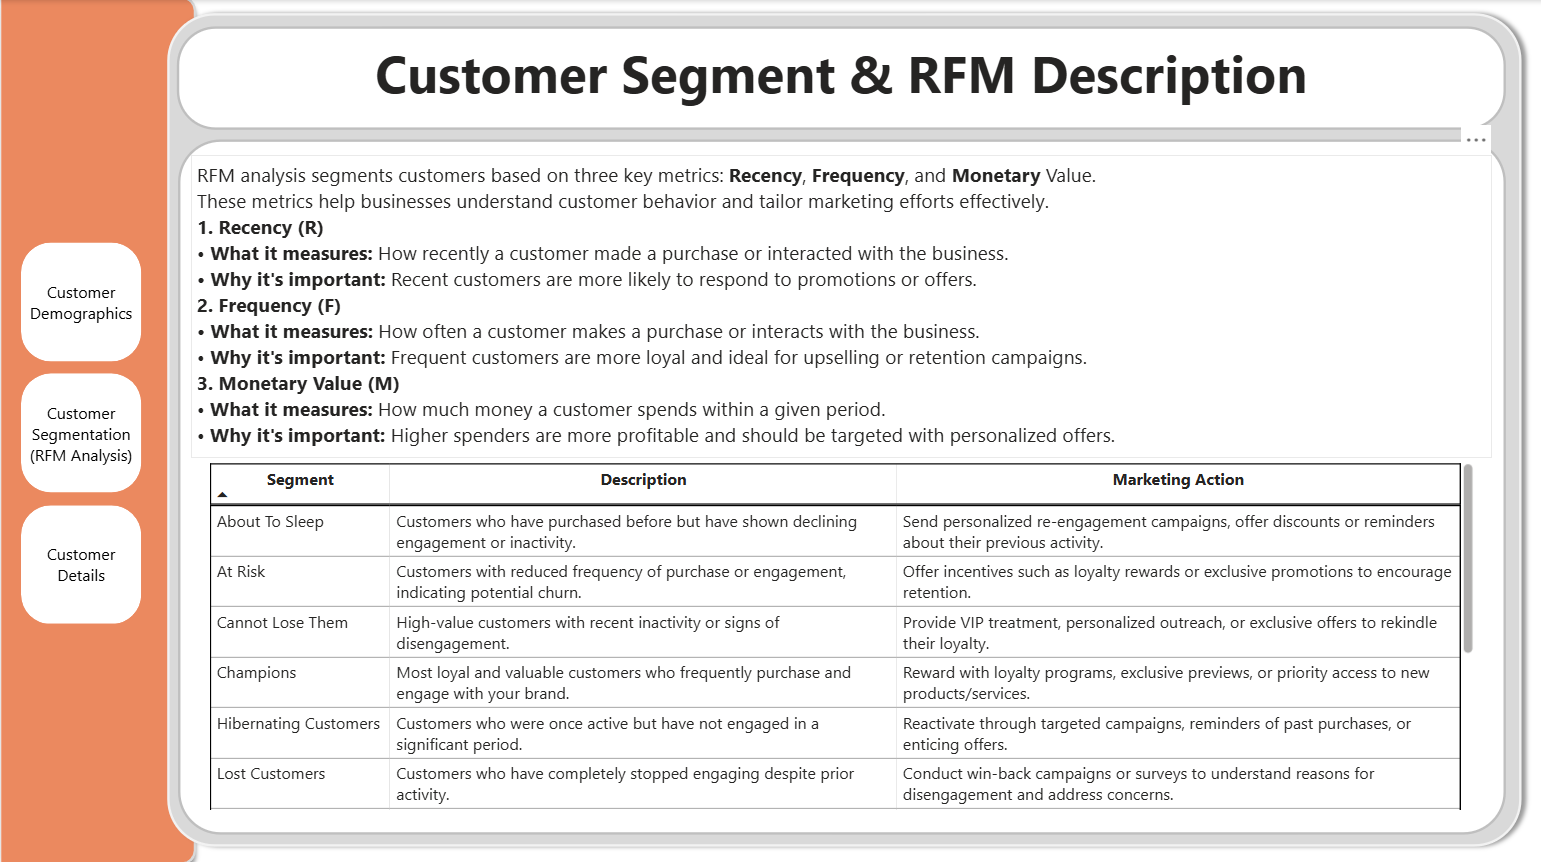 Customer Segment & RFM Description
RFM analysis segments customers based on three key metrics: Recency, Frequency, and Monetary Value.
These metrics help businesses understand customer behavior and tailor marketing efforts effectively.
1. Recency (R)
• What it measures: How recently a customer made a purchase or interacted with the business.
• Why it's important: Recent customers are more likely to respond to promotions or offers.
2. Frequency (F)
• What it measures: How often a customer makes a purchase or interacts with the business.
• Why it's important: Frequent customers are more loyal and ideal for upselling or retention campaigns.
3. Monetary Value (M)
• What it measures: How much money a customer spends within a given period.
• Why it's important: Higher spenders are more profitable and should be targeted with personalized offers.
Customer
Demographics
Customer
Segmentation
(RFM Analysis)
Customer
Details
Segment
Description
Marketing Action
About To Sleep
Customers who have purchased before but have shown declining
engagement or inactivity.
Send personalized re-engagement campaigns, offer discounts or reminders
about their previous activity.
At Risk
Customers with reduced frequency of purchase or engagement,
indicating potential churn.
Offer incentives such as loyalty rewards or exclusive promotions to encourage
retention.
Cannot Lose Them
High-value customers with recent inactivity or signs of
disengagement.
Provide VIP treatment, personalized outreach, or exclusive offers to rekindle
their loyalty.
Champions
Most loyal and valuable customers who frequently purchase and
engage with your brand.
Reward with loyalty programs, exclusive previews, or priority access to new
products/services.
Hibernating Customers
Customers who were once active but have not engaged in a
significant period.
Reactivate through targeted campaigns, reminders of past purchases, or
enticing offers.
Lost Customers
Customers who have completely stopped engaging despite prior
activity.
Conduct win-back campaigns or surveys to understand reasons for
disengagement and address concerns.